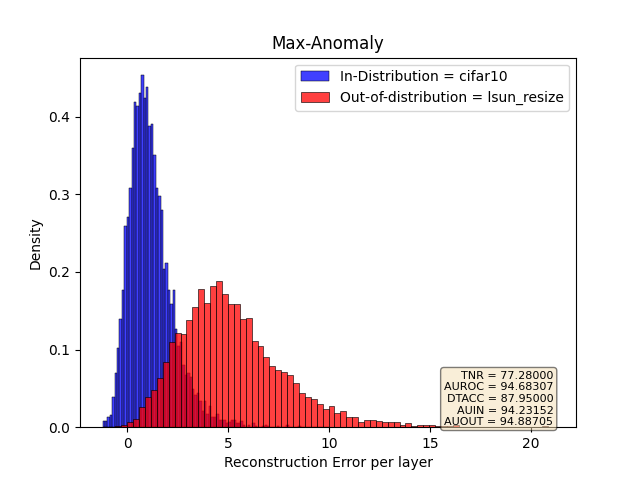 Max-Anomaly
In-Distribution = cifar10
Out-of-distribution = lsun_resize
Density
0.4
0.3
0.2
0.1
0.0
TNR = 77.28000
AUROC = 94.68307
DTACC = 87.95000
AUIN = 94.23152
AUOUT = 94.88705
0 5 10 15 20
Reconstruction Error per layer